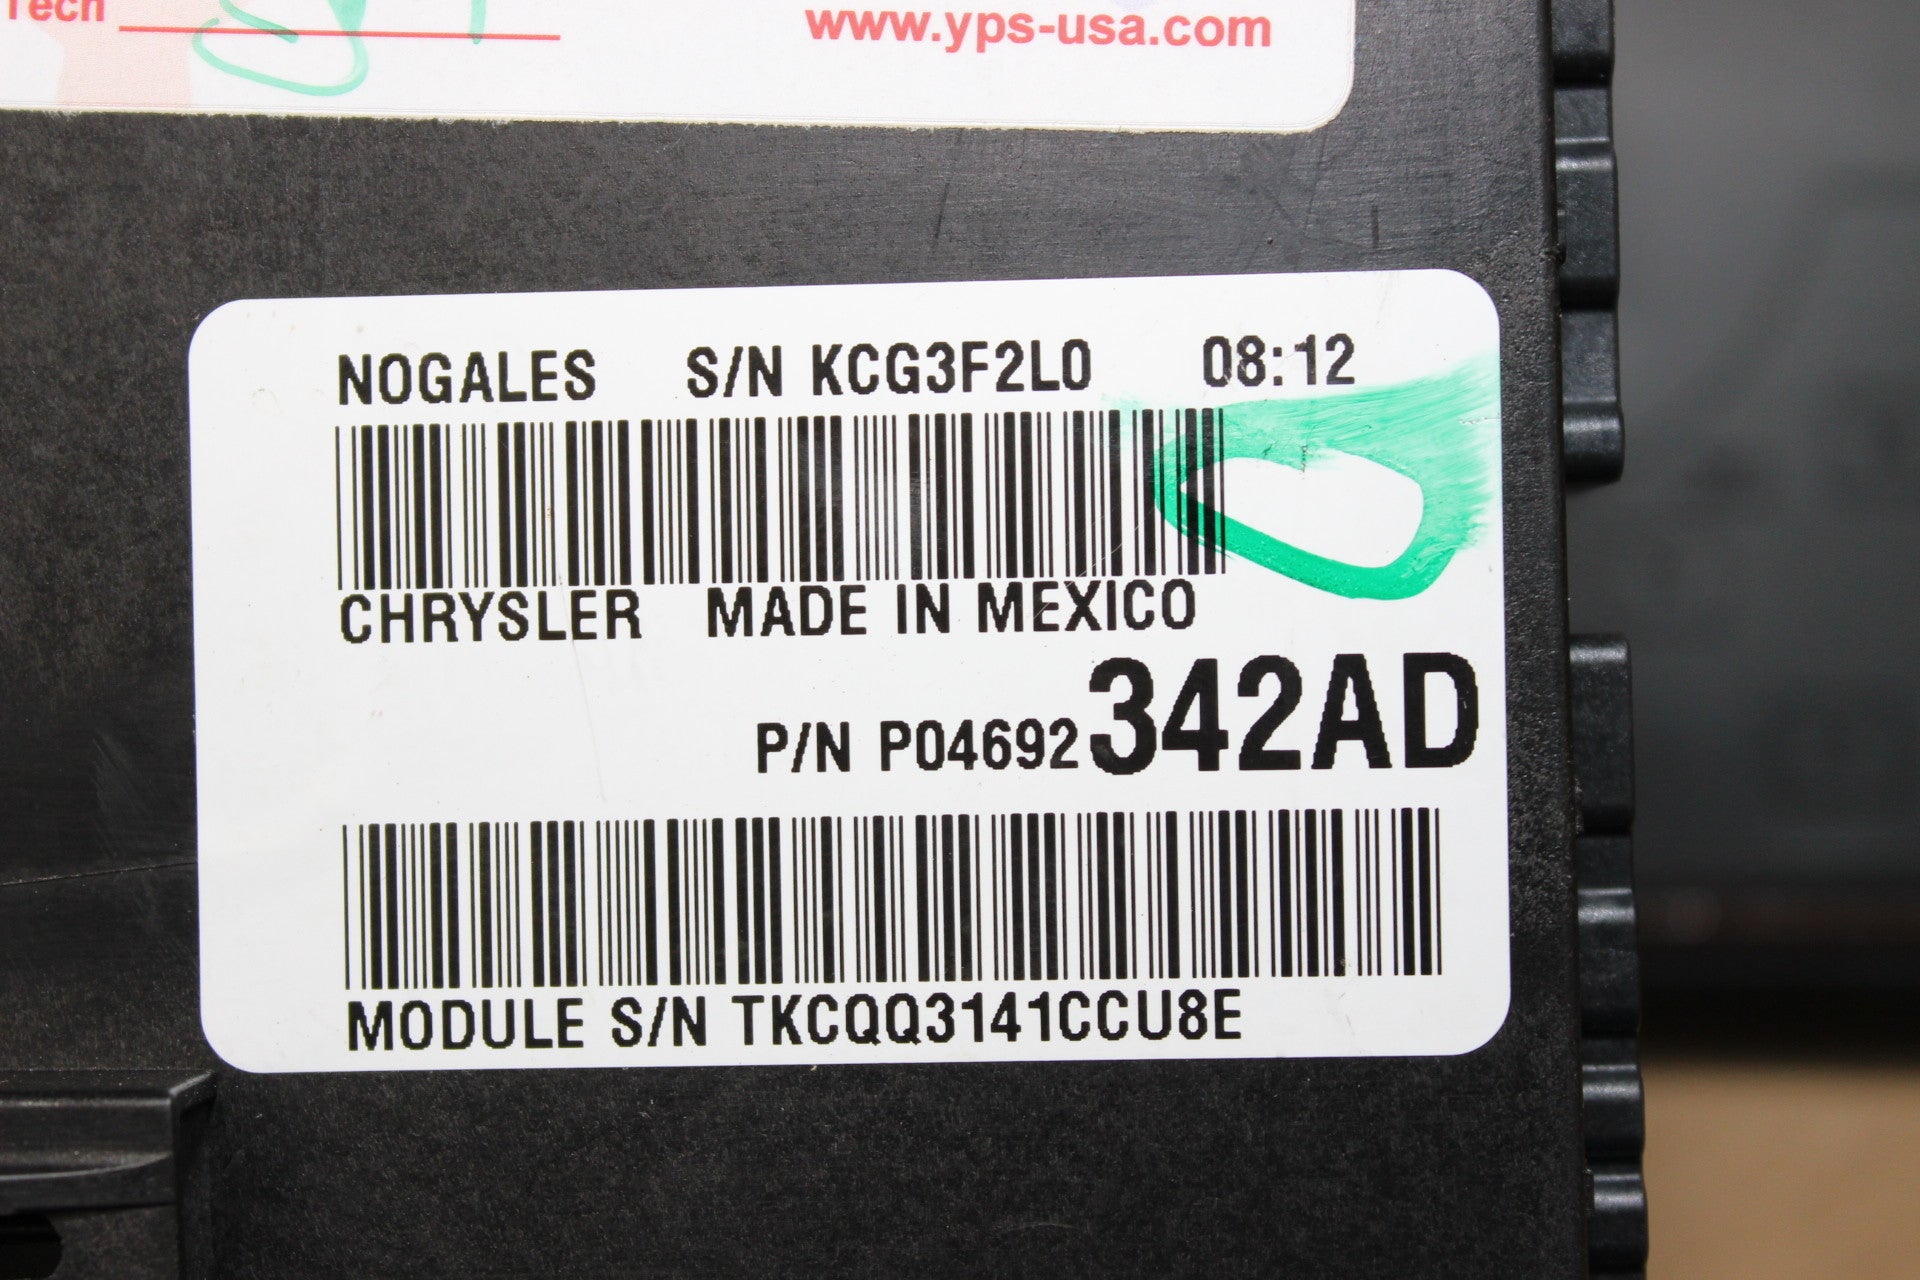 Tech
www.yps-usa.com
NOGALES S/N KCG3F2L0 08:12
CHRYSLER MADE IN MEXICO
P/N P04692342AD
MODULE S/N TKCQQ3141CCU8E